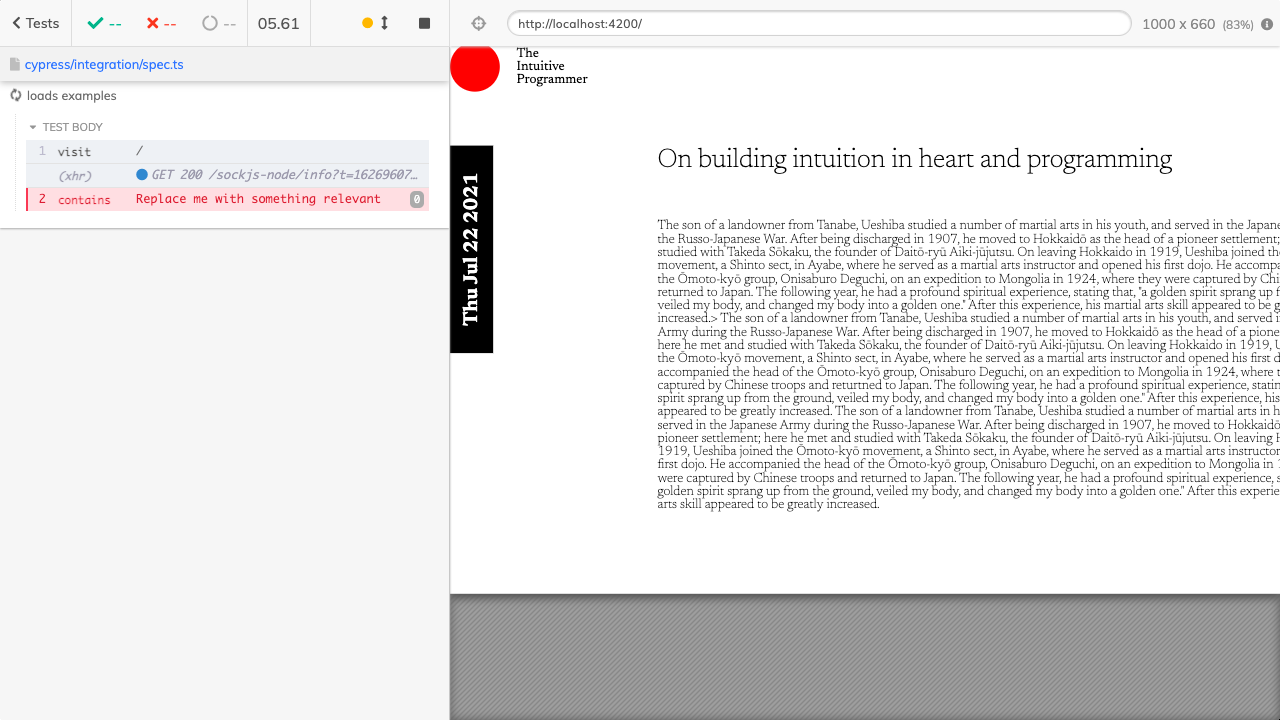 Tests
--
--
--
05.61
http://localhost:4200/
1000 x 660 (83%)
cypress/integration/spec.ts
loads examples
TEST BODY
1 visit /
(xhr) GET 200 /sockjs-node/info?t=16269607…
2 contains Replace me with something relevant 0
The
Intuitive
Programmer
Thu Jul 22 2021
On building intuition in heart and programming
The son of a landowner from Tanabe, Ueshiba studied a number of martial arts in his youth, and served in the Japane
the Russo-Japanese War. After being discharged in 1907, he moved to Hokkaidō as the head of a pioneer settlement;
studied with Takeda Sōkaku, the founder of Daitō-ryū Aiki-jūjutsu. On leaving Hokkaido in 1919, Ueshiba joined the
movement, a Shinto sect, in Ayabe, where he served as a martial arts instructor and opened his first dojo. He accompa
the Ōmoto-kyō group, Onisaburo Deguchi, on an expedition to Mongolia in 1924, where they were captured by Chi
returned to Japan. The following year, he had a profound spiritual experience, stating that, "a golden spirit sprang up f
veiled my body, and changed my body into a golden one." After this experience, his martial arts skill appeared to be g
increased.> The son of a landowner from Tanabe, Ueshiba studied a number of martial arts in his youth, and served i
Army during the Russo-Japanese War. After being discharged in 1907, he moved to Hokkaidō as the head of a pione
here he met and studied with Takeda Sōkaku, the founder of Daitō-ryū Aiki-jūjutsu. On leaving Hokkaido in 1919, U
the Ōmoto-kyō movement, a Shinto sect, in Ayabe, where he served as a martial arts instructor and opened his first d
accompanied the head of the Ōmoto-kyō group, Onisaburo Deguchi, on an expedition to Mongolia in 1924, where t
captured by Chinese troops and returtned to Japan. The following year, he had a profound spiritual experience, statin
spirit sprang up from the ground, veiled my body, and changed my body into a golden one." After this experience, his
appeared to be greatly increased. The son of a landowner from Tanabe, Ueshiba studied a number of martial arts in h
served in the Japanese Army during the Russo-Japanese War. After being discharged in 1907, he moved to Hokkaidō
pioneer settlement; here he met and studied with Takeda Sōkaku, the founder of Daitō-ryū Aiki-jūjutsu. On leaving H
1919, Ueshiba joined the Ōmoto-kyō movement, a Shinto sect, in Ayabe, where he served as a martial arts instructor
first dojo. He accompanied the head of the Ōmoto-kyō group, Onisaburo Deguchi, on an expedition to Mongolia in 1
were captured by Chinese troops and returned to Japan. The following year, he had a profound spiritual experience, s
golden spirit sprang up from the ground, veiled my body, and changed my body into a golden one." After this experie
arts skill appeared to be greatly increased.